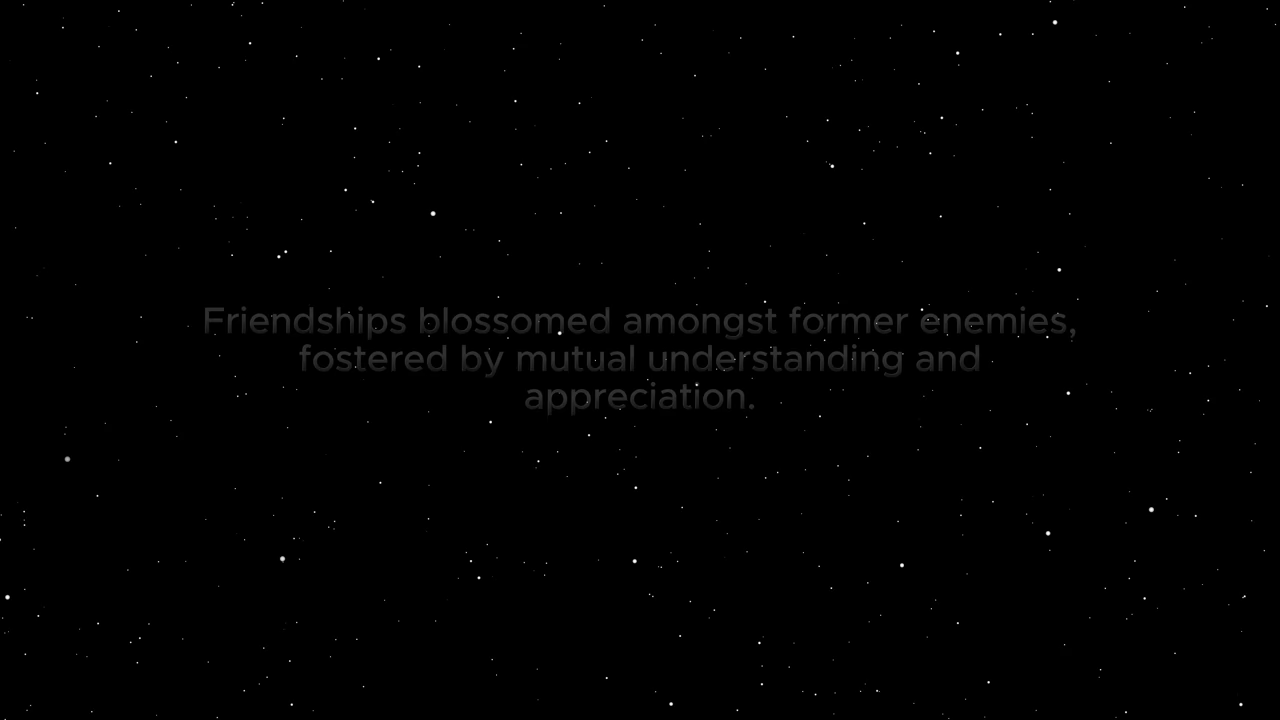 Friendships blossomed amongst former enemies,
fostered by mutual understanding and
appreciation.